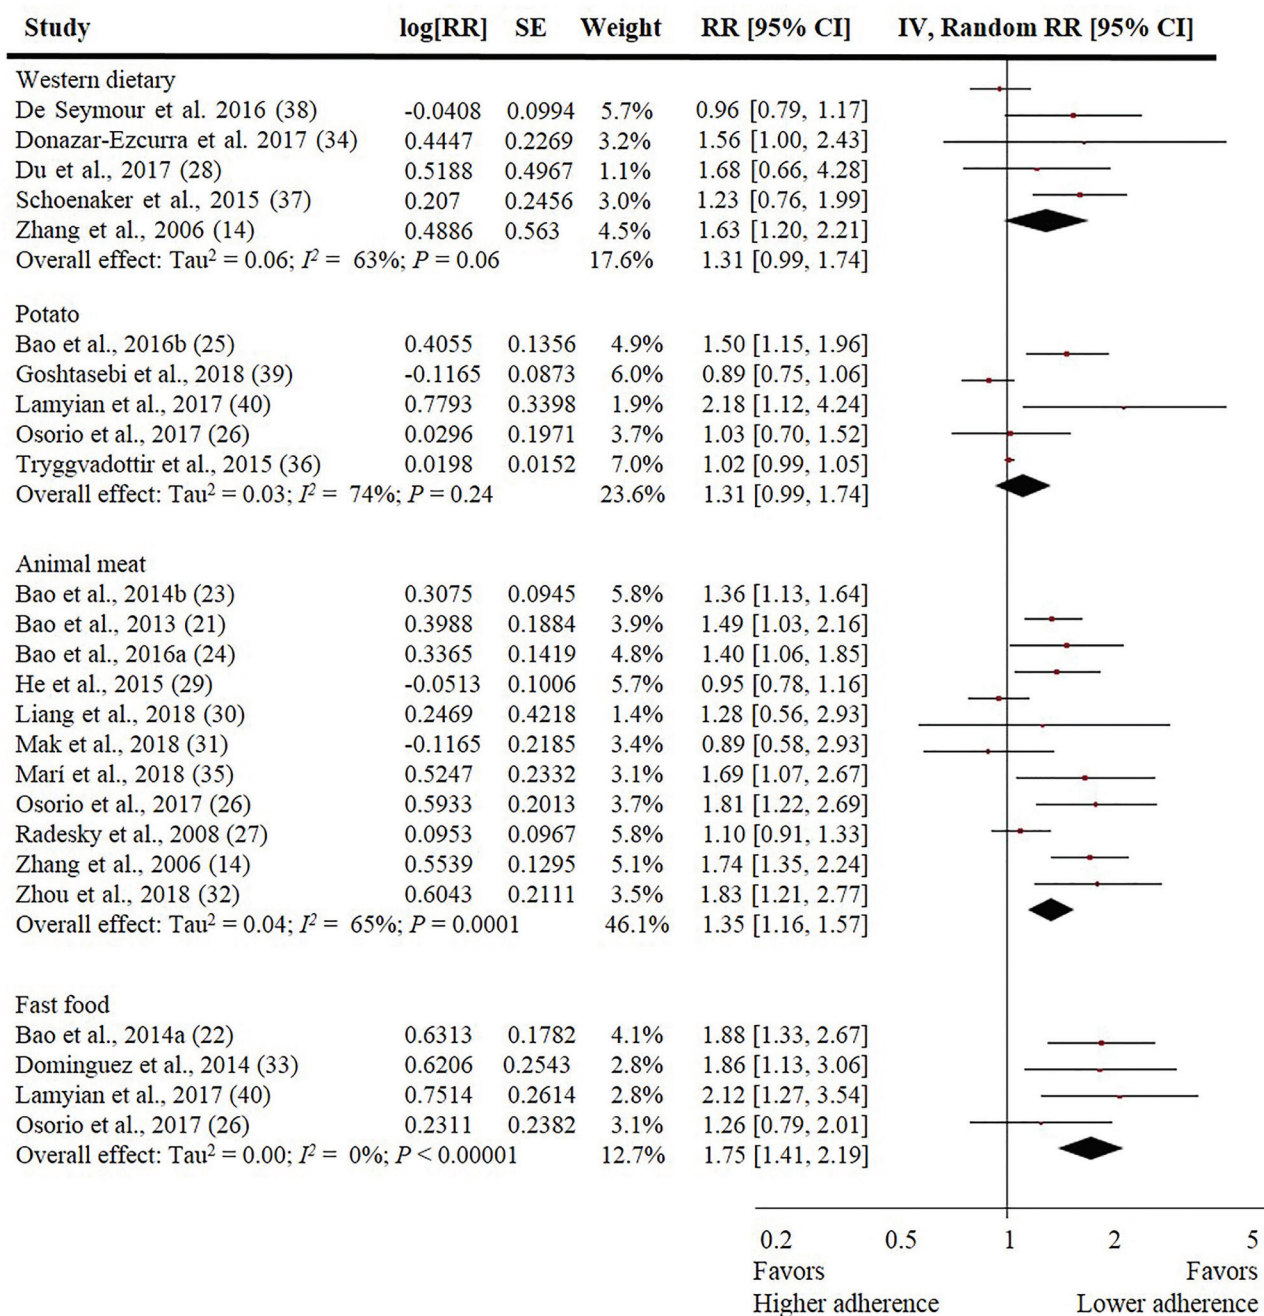 Study log[RR] SE Weight RR [95% CI] IV, Random RR [95% CI]
Western dietary
De Seymour et al. 2016 (38) -0.0408 0.0994 5.7% 0.96 [0.79, 1.17]
Donazar-Ezcurra et al. 2017 (34) 0.4447 0.2269 3.2% 1.56 [1.00, 2.43]
Du et al., 2017 (28) 0.5188 0.4967 1.1% 1.68 [0.66, 4.28]
Schoenaker et al., 2015 (37) 0.207 0.2456 3.0% 1.23 [0.76, 1.99]
Zhang et al., 2006 (14) 0.4886 0.563 4.5% 1.63 [1.20, 2.21]
Overall effect: Tau² = 0.06; I² = 63%; P = 0.06 17.6% 1.31 [0.99, 1.74]
Potato
Bao et al., 2016b (25) 0.4055 0.1356 4.9% 1.50 [1.15, 1.96]
Goshtasebi et al., 2018 (39) -0.1165 0.0873 6.0% 0.89 [0.75, 1.06]
Lamyian et al., 2017 (40) 0.7793 0.3398 1.9% 2.18 [1.12, 4.24]
Osorio et al., 2017 (26) 0.0296 0.1971 3.7% 1.03 [0.70, 1.52]
Tryggvadottir et al., 2015 (36) 0.0198 0.0152 7.0% 1.02 [0.99, 1.05]
Overall effect: Tau² = 0.03; I² = 74%; P = 0.24 23.6% 1.31 [0.99, 1.74]
Animal meat
Bao et al., 2014b (23) 0.3075 0.0945 5.8% 1.36 [1.13, 1.64]
Bao et al., 2013 (21) 0.3988 0.1884 3.9% 1.49 [1.03, 2.16]
Bao et al., 2016a (24) 0.3365 0.1419 4.8% 1.40 [1.06, 1.85]
He et al., 2015 (29) -0.0513 0.1006 5.7% 0.95 [0.78, 1.16]
Liang et al., 2018 (30) 0.2469 0.4218 1.4% 1.28 [0.56, 2.93]
Mak et al., 2018 (31) -0.1165 0.2185 3.4% 0.89 [0.58, 2.93]
Marí et al., 2018 (35) 0.5247 0.2332 3.1% 1.69 [1.07, 2.67]
Osorio et al., 2017 (26) 0.5933 0.2013 3.7% 1.81 [1.22, 2.69]
Radesky et al., 2008 (27) 0.0953 0.0967 5.8% 1.10 [0.91, 1.33]
Zhang et al., 2006 (14) 0.5539 0.1295 5.1% 1.74 [1.35, 2.24]
Zhou et al., 2018 (32) 0.6043 0.2111 3.5% 1.83 [1.21, 2.77]
Overall effect: Tau² = 0.04; I² = 65%; P = 0.0001 46.1% 1.35 [1.16, 1.57]
Fast food
Bao et al., 2014a (22) 0.6313 0.1782 4.1% 1.88 [1.33, 2.67]
Dominguez et al., 2014 (33) 0.6206 0.2543 2.8% 1.86 [1.13, 3.06]
Lamyian et al., 2017 (40) 0.7514 0.2614 2.8% 2.12 [1.27, 3.54]
Osorio et al., 2017 (26) 0.2311 0.2382 3.1% 1.26 [0.79, 2.01]
Overall effect: Tau² = 0.00; I² = 0%; P < 0.00001 12.7% 1.75 [1.41, 2.19]
0.2 0.5 1 2 5
Favors Favors
Higher adherence Lower adherence